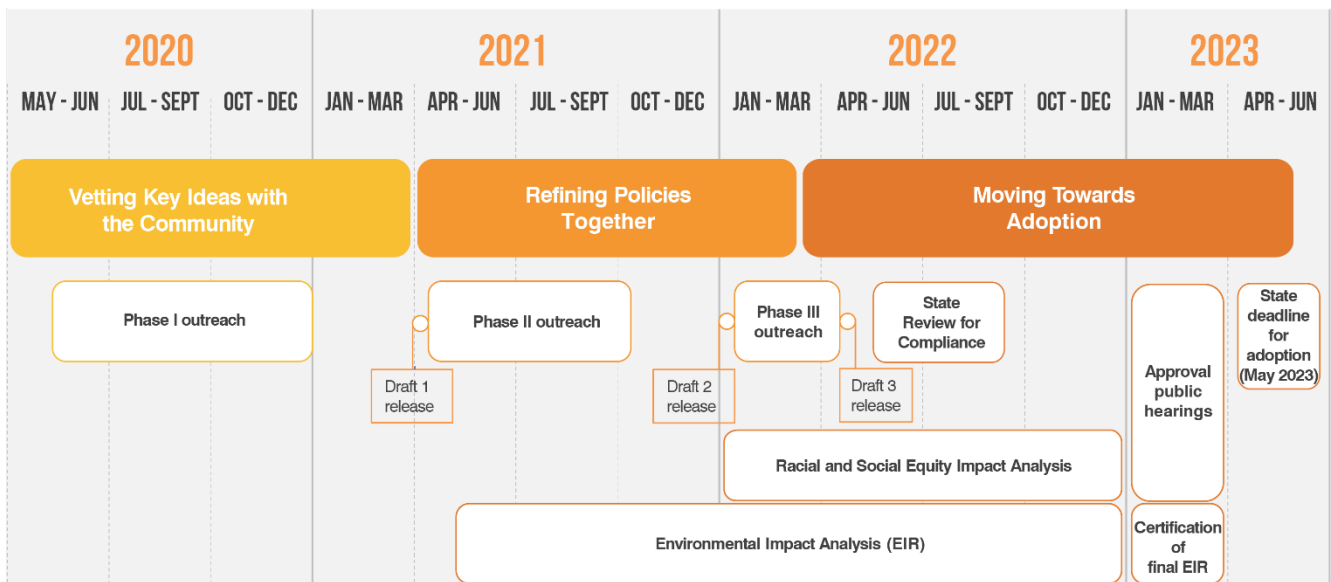 2020
2021
2022
2023
MAY - JUN
JUL - SEPT
OCT - DEC
JAN - MAR
APR - JUN
JUL - SEPT
OCT - DEC
JAN - MAR
APR - JUN
JUL - SEPT
OCT - DEC
JAN - MAR
APR - JUN
Vetting Key Ideas with
the Community
Refining Policies
Together
Moving Towards
Adoption
Phase I outreach
Phase II outreach
Phase III
outreach
State
Review for
Compliance
Approval
public
hearings
State
deadline
for
adoption
(May 2023)
Draft 1
release
Draft 2
release
Draft 3
release
Racial and Social Equity Impact Analysis
Environmental Impact Analysis (EIR)
Certification
of
final EIR